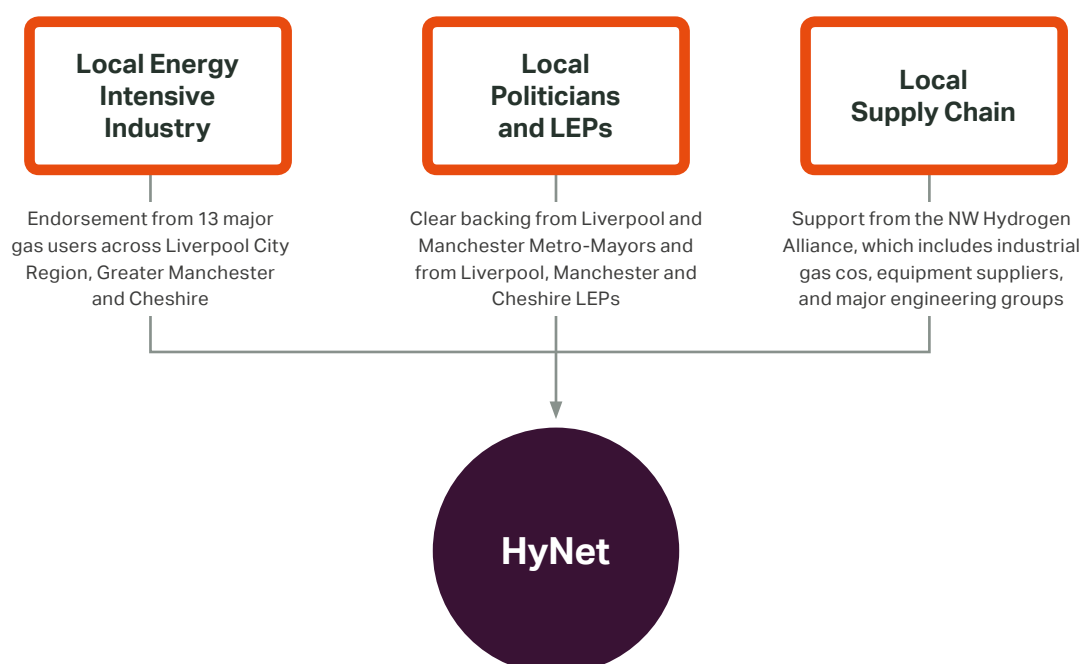 Local Energy
Intensive
Industry
Endorsement from 13 major
gas users across Liverpool City
Region, Greater Manchester
and Cheshire
Local
Politicians
and LEPs
Clear backing from Liverpool and
Manchester Metro-Mayors and
from Liverpool, Manchester and
Cheshire LEPs
Local
Supply Chain
Support from the NW Hydrogen
Alliance, which includes industrial
gas cos, equipment suppliers,
and major engineering groups
HyNet